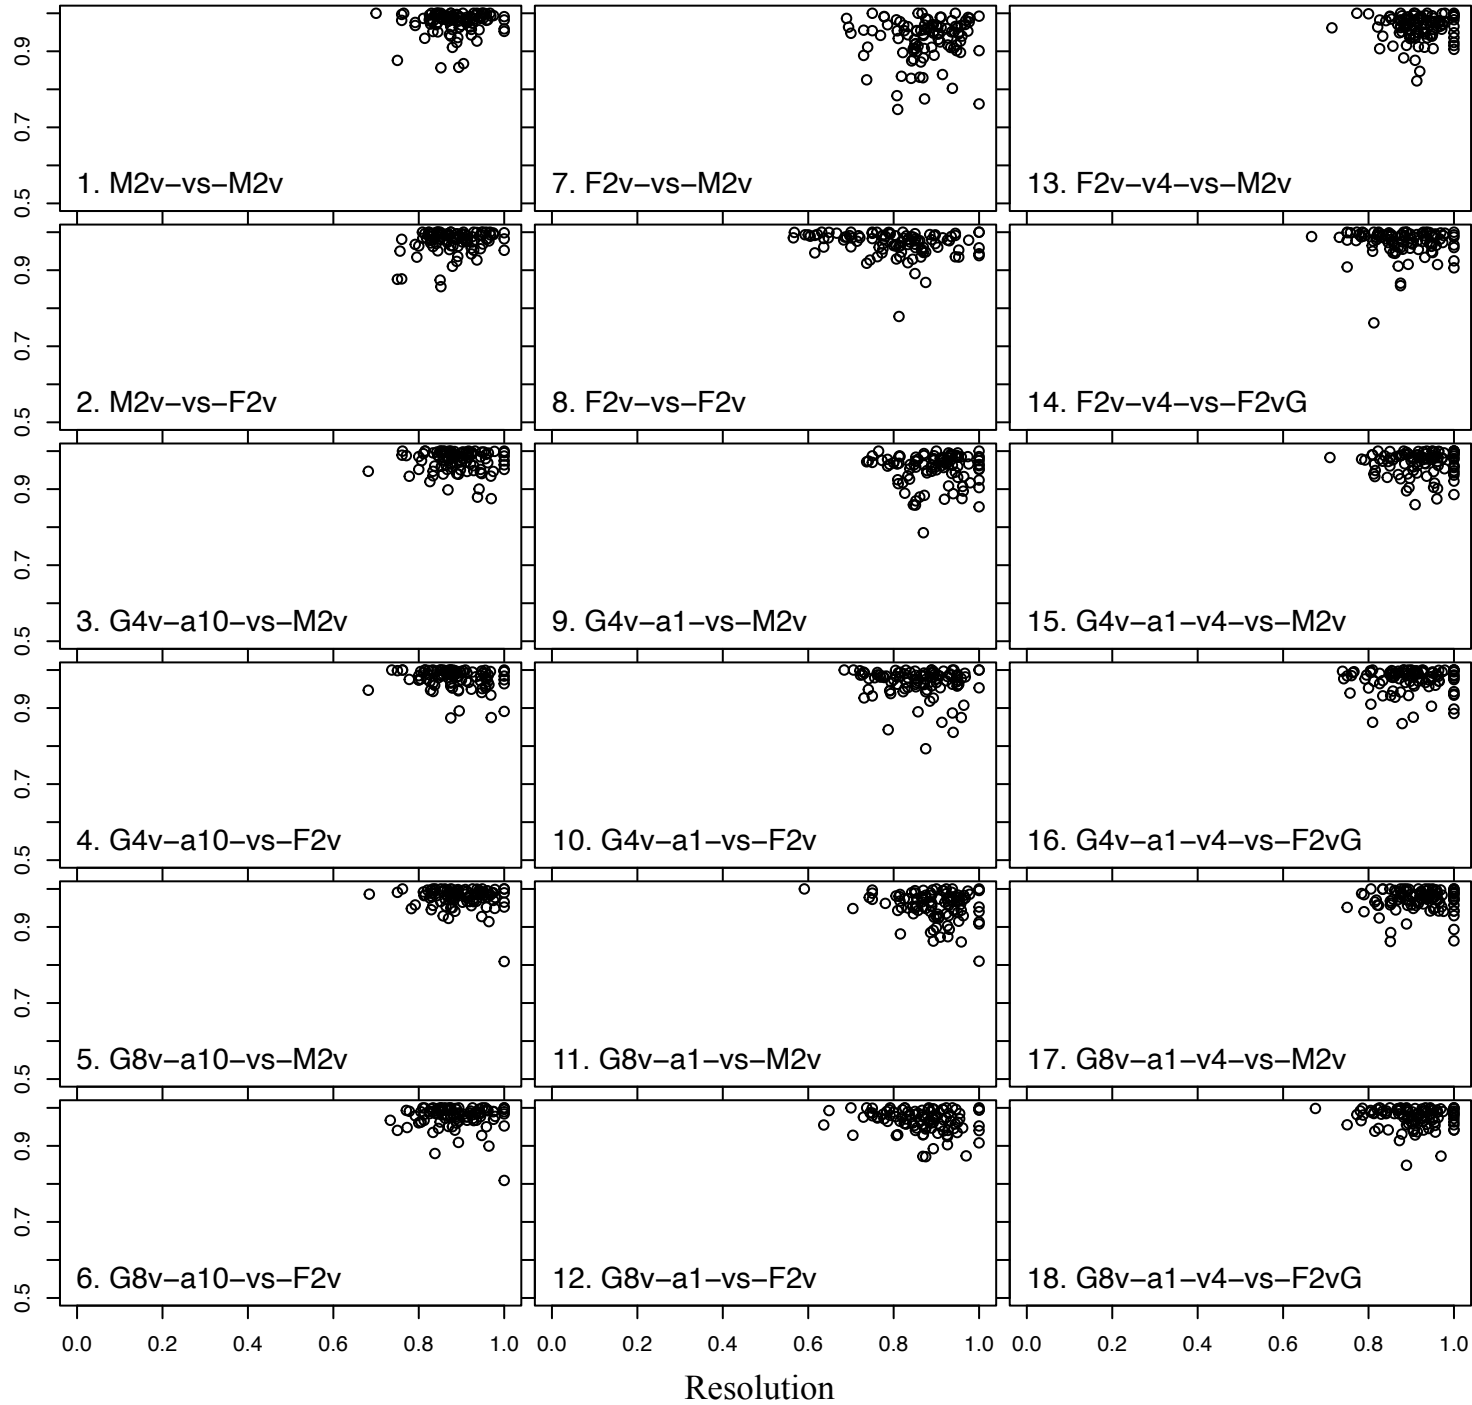 0.9
0.7
0.5
1. M2v−vs−M2v
7. F2v−vs−M2v
13. F2v−v4−vs−M2v
0.9
0.7
0.5
2. M2v−vs−F2v
8. F2v−vs−F2v
14. F2v−v4−vs−F2vG
0.9
0.7
0.5
3. G4v−a10−vs−M2v
9. G4v−a1−vs−M2v
15. G4v−a1−v4−vs−M2v
0.9
0.7
0.5
4. G4v−a10−vs−F2v
10. G4v−a1−vs−F2v
16. G4v−a1−v4−vs−F2vG
0.9
0.7
0.5
5. G8v−a10−vs−M2v
11. G8v−a1−vs−M2v
17. G8v−a1−v4−vs−M2v
0.9
0.7
0.5
6. G8v−a10−vs−F2v
12. G8v−a1−vs−F2v
18. G8v−a1−v4−vs−F2vG
0.0 0.2 0.4 0.6 0.8 1.0 0.0 0.2 0.4 0.6 0.8 1.0 0.0 0.2 0.4 0.6 0.8 1.0
Resolution